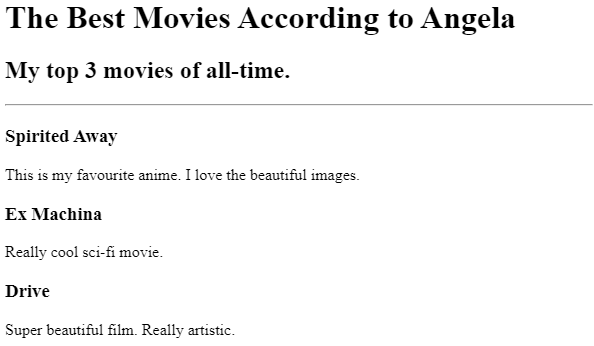 The Best Movies According to Angela
My top 3 movies of all-time.
Spirited Away
This is my favourite anime. I love the beautiful images.
Ex Machina
Really cool sci-fi movie.
Drive
Super beautiful film. Really artistic.